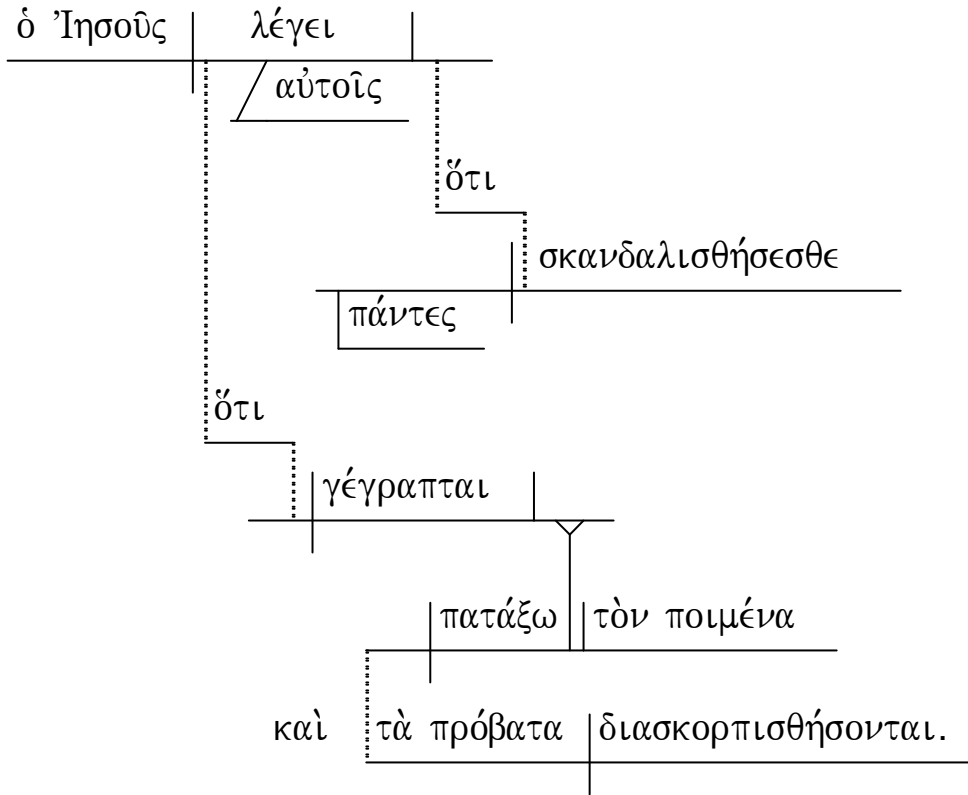 ὁ Ἰησοῦς λέγει
αὐτοῖς
ὅτι
σκανδαλισθήσεσθε
πάντες
ὅτι
γέγραπται
πατάξω τὸν ποιμένα
καὶ τὰ πρόβατα διασκορπισθήσονται.